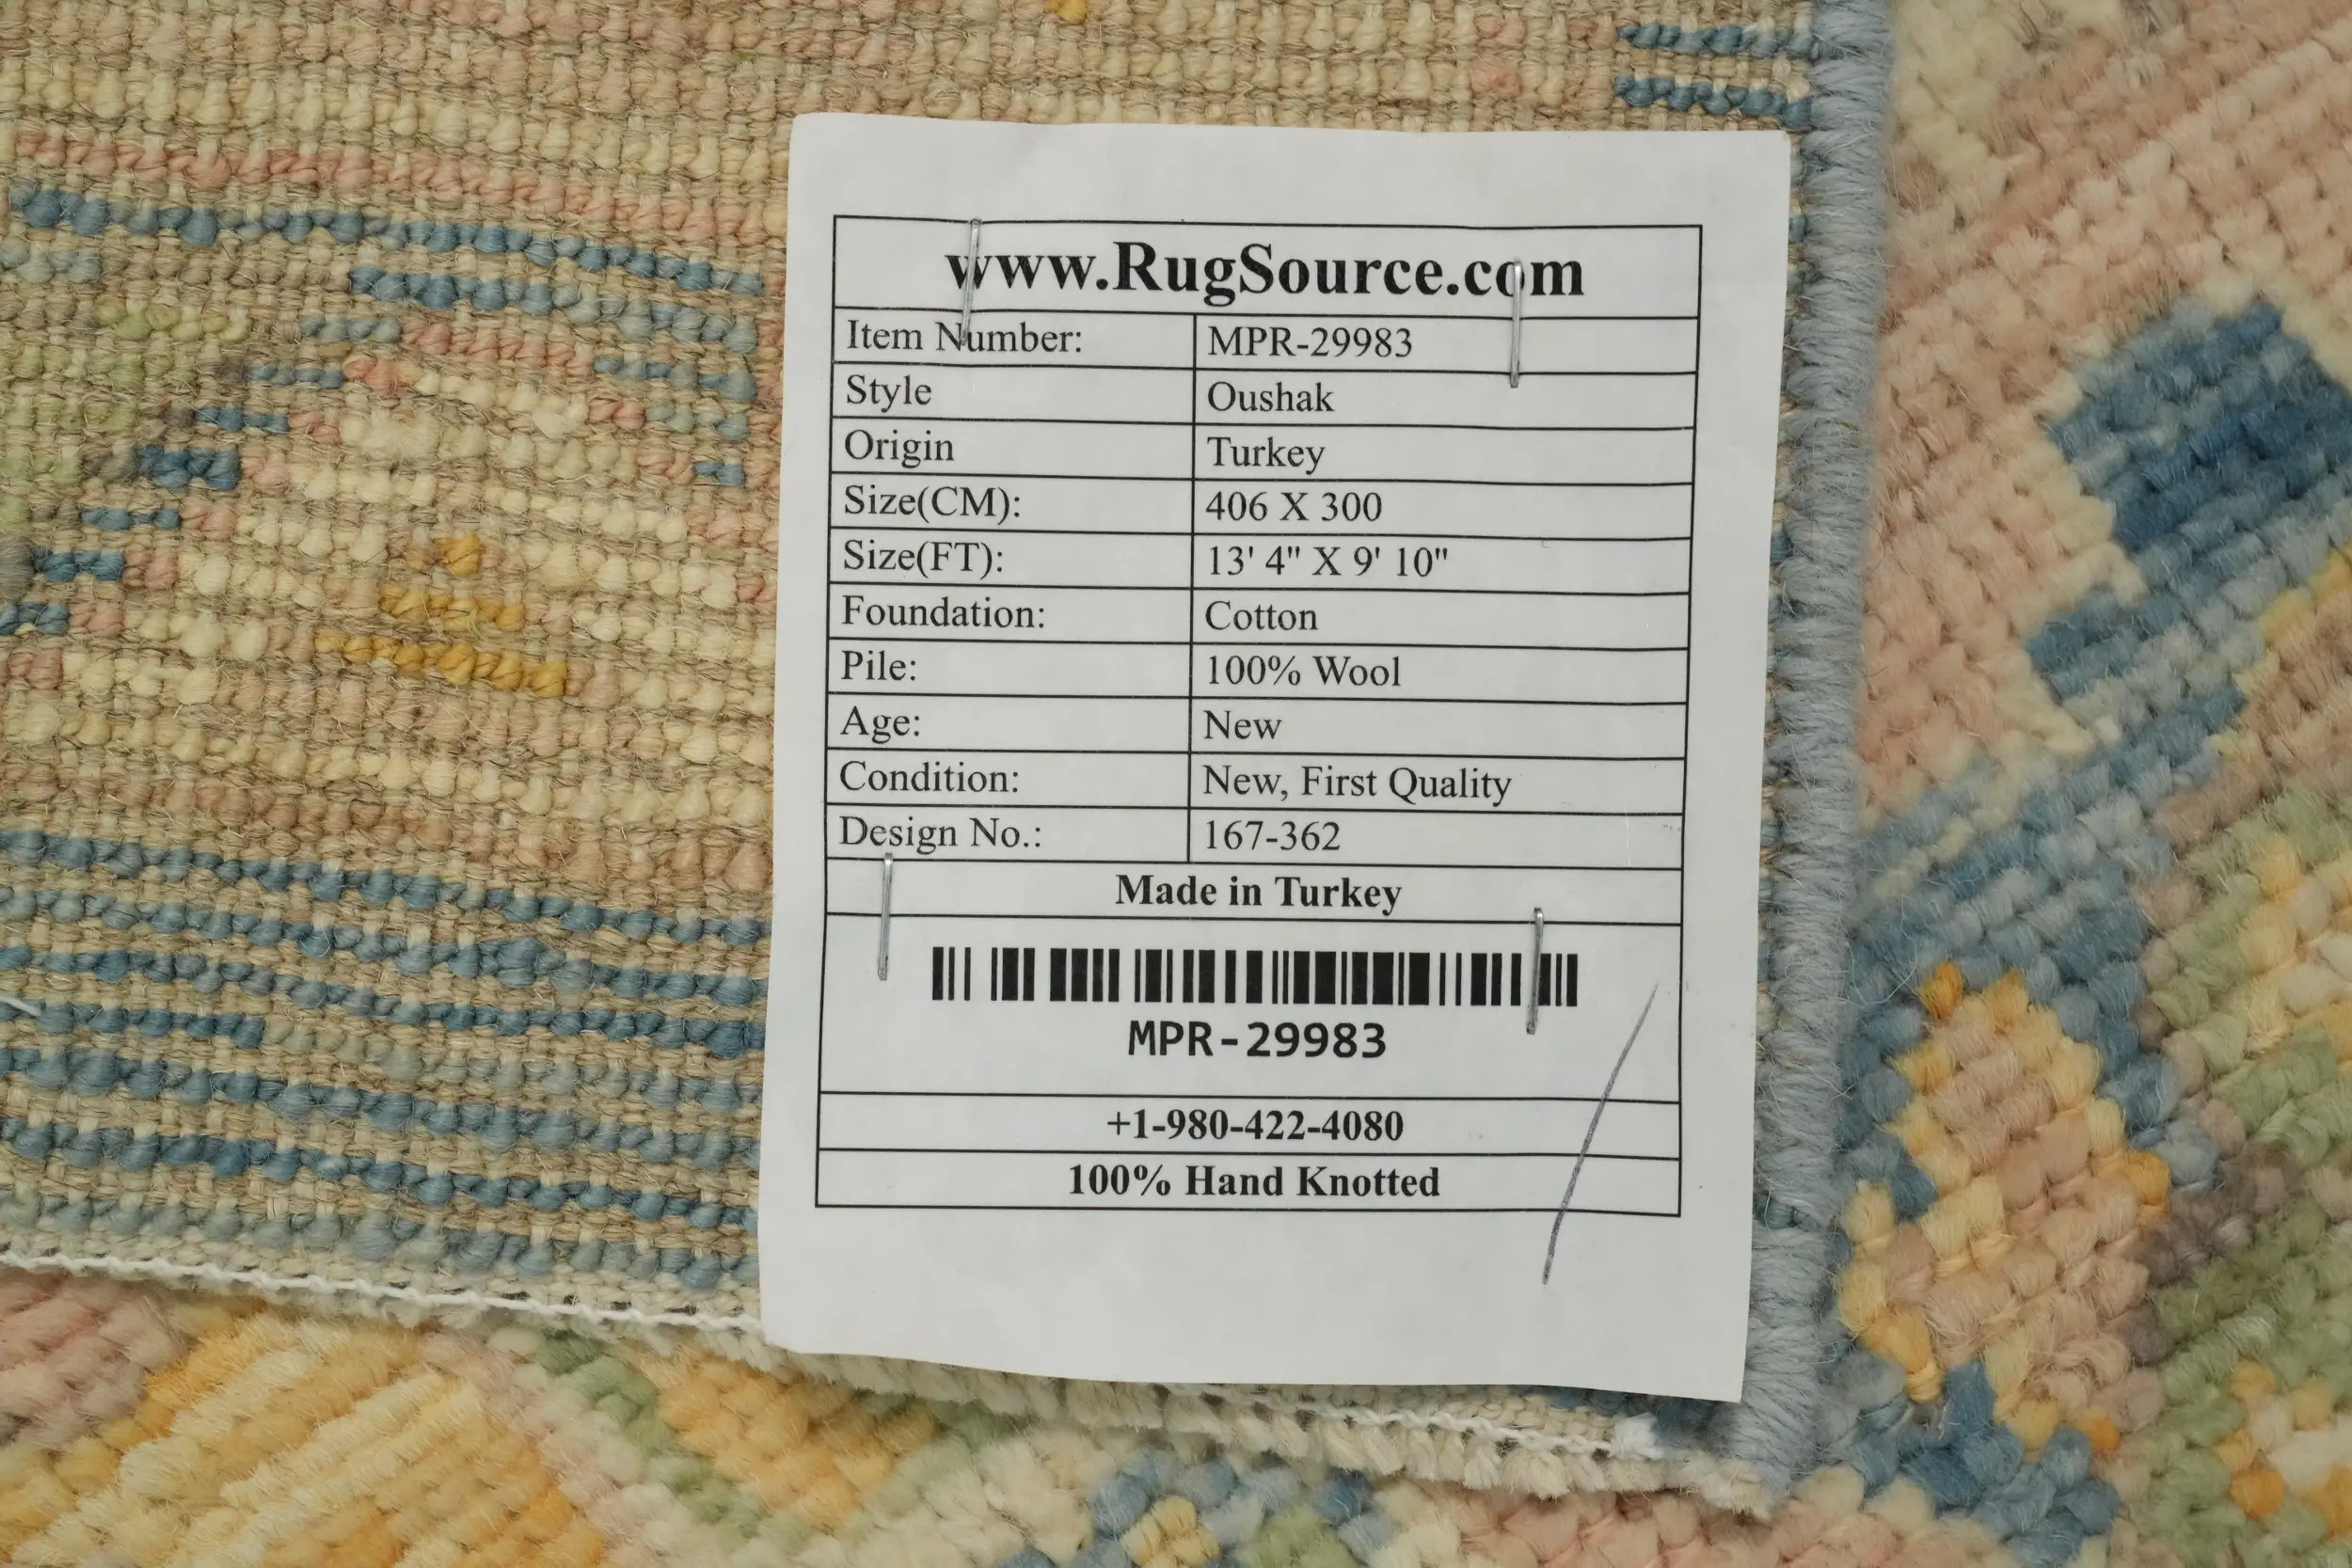 www.RugSource.com
Item Number: MPR-29983
Style Oushak
Origin Turkey
Size(CM): 406 X 300
Size(FT): 13' 4" X 9' 10"
Foundation: Cotton
Pile: 100% Wool
Age: New
Condition: New, First Quality
Design No.: 167-362
Made in Turkey
MPR-29983
+1-980-422-4080
100% Hand Knotted